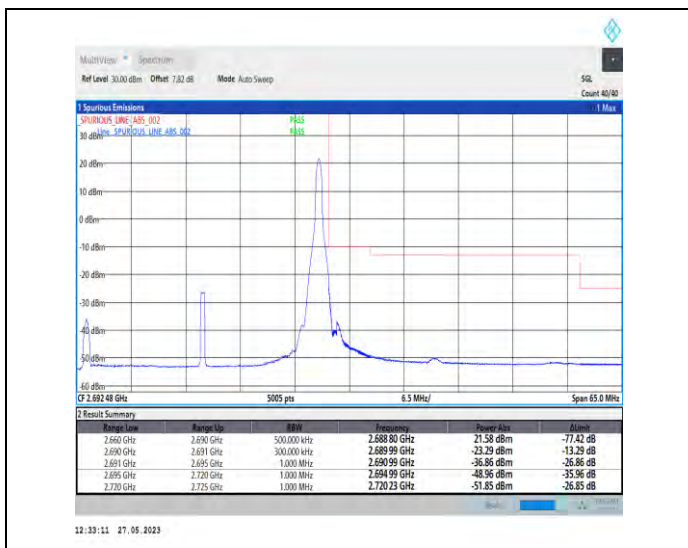 MultiView Spectrum
Ref Level 30.00 dBm Offset 7.82 dB Mode Auto Sweep SGL
Count 40/40
1 Spurious Emissions 1 Max
SPURIOUS_LINE_ABS_002 PASS
Line SPURIOUS_LINE_ABS_002 PASS
30 dBm
20 dBm
10 dBm
0 dBm
-10 dBm
-20 dBm
-30 dBm
-40 dBm
-50 dBm
-60 dBm
CF 2.692 48 GHz 5005 pts 6.5 MHz/ Span 65.0 MHz
2 Result Summary
Range Low Range Up RBW Frequency Power Abs ΔLimit
2.660 GHz 2.690 GHz 500.000 kHz 2.688 80 GHz 21.58 dBm -77.42 dB
2.690 GHz 2.691 GHz 300.000 kHz 2.689 99 GHz -23.29 dBm -13.29 dB
2.691 GHz 2.695 GHz 1.000 MHz 2.690 99 GHz -36.86 dBm -26.86 dB
2.695 GHz 2.720 GHz 1.000 MHz 2.694 99 GHz -48.96 dBm -35.96 dB
2.720 GHz 2.725 GHz 1.000 MHz 2.720 23 GHz -51.85 dBm -26.85 dB
12:33:11 27.05.2023